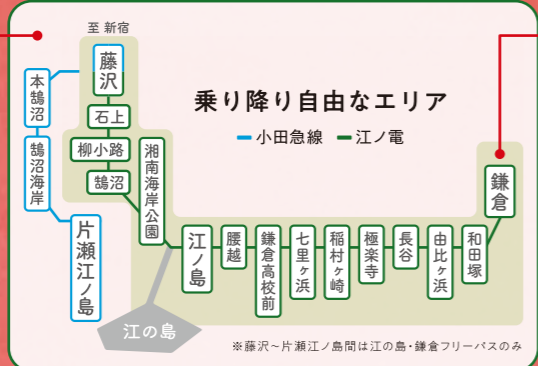 至 新宿
藤沢
本鵠沼
石上
柳小路
鵠沼
湘南海岸公園
鵠沼海岸
片瀬江ノ島
乗り降り自由なエリア
小田急線 江ノ電
江ノ島
腰越
鎌倉高校前
七里ヶ浜
稲村ヶ崎
極楽寺
長谷
由比ヶ浜
和田塚
鎌倉
江の島
※藤沢～片瀬江ノ島間は江の島・鎌倉フリーパスのみ